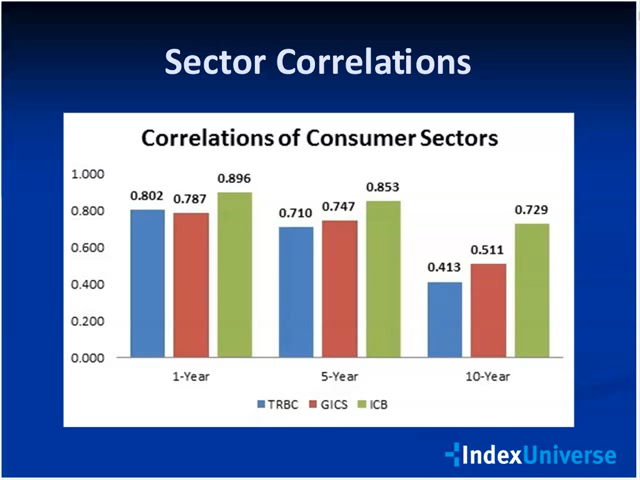 Sector Correlations
Correlations of Consumer Sectors
1.000
0.800
0.600
0.400
0.200
0.000
0.802
0.787
0.896
0.710
0.747
0.853
0.413
0.511
0.729
1-Year
5-Year
10-Year
TRBC
GICS
ICB
IndexUniverse